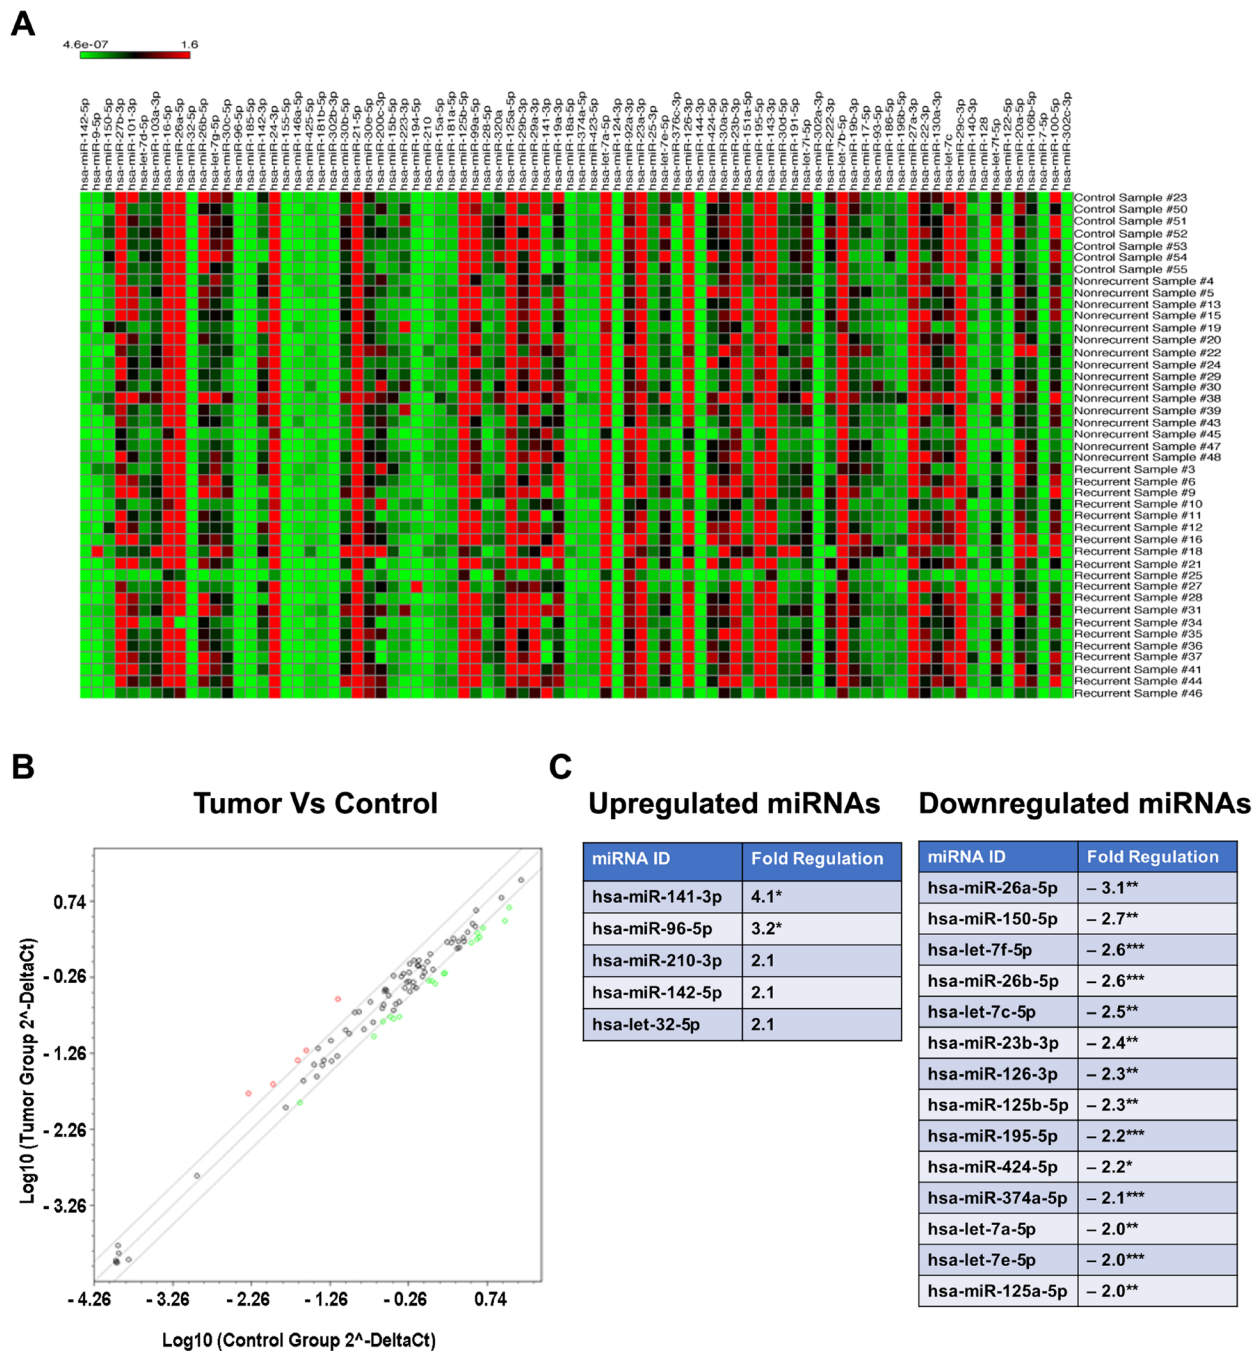 A
4.6e-07 1.6
hsa-miR-142-5p
hsa-miR-9-5p
hsa-miR-150-5p
hsa-miR-27b-3p
hsa-miR-101-3p
hsa-let-7d-5p
hsa-miR-103a-3p
hsa-miR-16-5p
hsa-miR-26a-5p
hsa-miR-32-5p
hsa-miR-26b-5p
hsa-let-7g-5p
hsa-miR-30c-5p
hsa-miR-96-5p
hsa-miR-185-5p
hsa-miR-142-3p
hsa-miR-24-3p
hsa-miR-155-5p
hsa-miR-146a-5p
hsa-miR-425-5p
hsa-miR-181b-5p
hsa-miR-302b-3p
hsa-miR-30b-5p
hsa-miR-21-5p
hsa-miR-30e-5p
hsa-miR-200c-3p
hsa-miR-15b-5p
hsa-miR-223-3p
hsa-miR-194-5p
hsa-miR-210
hsa-miR-15a-5p
hsa-miR-181a-5p
hsa-miR-125b-5p
hsa-miR-99a-5p
hsa-miR-28-5p
hsa-miR-320a
hsa-miR-125a-5p
hsa-miR-29b-3p
hsa-miR-29a-3p
hsa-miR-141-3p
hsa-miR-19a-3p
hsa-miR-18a-5p
hsa-miR-374a-5p
hsa-miR-423-5p
hsa-let-7a-5p
hsa-miR-124-3p
hsa-miR-92a-3p
hsa-miR-23a-3p
hsa-miR-25-3p
hsa-let-7e-5p
hsa-miR-376c-3p
hsa-miR-126-3p
hsa-miR-144-3p
hsa-miR-424-5p
hsa-miR-30a-5p
hsa-miR-23b-3p
hsa-miR-151a-5p
hsa-miR-195-5p
hsa-miR-143-3p
hsa-miR-30d-5p
hsa-miR-191-5p
hsa-let-7i-5p
hsa-miR-302a-3p
hsa-miR-222-3p
hsa-let-7b-5p
hsa-miR-19b-3p
hsa-miR-17-5p
hsa-miR-93-5p
hsa-miR-186-5p
hsa-miR-196b-5p
hsa-miR-27a-3p
hsa-miR-22-3p
hsa-miR-130a-3p
hsa-let-7c
hsa-miR-29c-3p
hsa-miR-140-3p
hsa-miR-128
hsa-let-7f-5p
hsa-miR-122-5p
hsa-miR-20a-5p
hsa-miR-106b-5p
hsa-miR-7-5p
hsa-miR-100-5p
hsa-miR-302c-3p
Control Sample #23
Control Sample #50
Control Sample #51
Control Sample #52
Control Sample #53
Control Sample #54
Control Sample #55
Nonrecurrent Sample #4
Nonrecurrent Sample #5
Nonrecurrent Sample #13
Nonrecurrent Sample #15
Nonrecurrent Sample #19
Nonrecurrent Sample #20
Nonrecurrent Sample #22
Nonrecurrent Sample #24
Nonrecurrent Sample #29
Nonrecurrent Sample #30
Nonrecurrent Sample #38
Nonrecurrent Sample #39
Nonrecurrent Sample #43
Nonrecurrent Sample #45
Nonrecurrent Sample #47
Nonrecurrent Sample #48
Recurrent Sample #3
Recurrent Sample #6
Recurrent Sample #9
Recurrent Sample #10
Recurrent Sample #11
Recurrent Sample #12
Recurrent Sample #16
Recurrent Sample #18
Recurrent Sample #21
Recurrent Sample #25
Recurrent Sample #27
Recurrent Sample #28
Recurrent Sample #31
Recurrent Sample #34
Recurrent Sample #35
Recurrent Sample #36
Recurrent Sample #37
Recurrent Sample #41
Recurrent Sample #44
Recurrent Sample #46
B
Tumor Vs Control
Log10 (Tumor Group 2^-DeltaCt)
0.74
- 0.26
- 1.26
- 2.26
- 3.26
- 4.26 - 3.26 - 2.26 - 1.26 - 0.26 0.74
Log10 (Control Group 2^-DeltaCt)
C
Upregulated miRNAs
miRNA ID Fold Regulation
hsa-miR-141-3p 4.1*
hsa-miR-96-5p 3.2*
hsa-miR-210-3p 2.1
hsa-miR-142-5p 2.1
hsa-let-32-5p 2.1
Downregulated miRNAs
miRNA ID Fold Regulation
hsa-miR-26a-5p – 3.1**
hsa-miR-150-5p – 2.7**
hsa-let-7f-5p – 2.6***
hsa-miR-26b-5p – 2.6***
hsa-let-7c-5p – 2.5**
hsa-miR-23b-3p – 2.4**
hsa-miR-126-3p – 2.3**
hsa-miR-125b-5p – 2.3**
hsa-miR-195-5p – 2.2***
hsa-miR-424-5p – 2.2*
hsa-miR-374a-5p – 2.1***
hsa-let-7a-5p – 2.0**
hsa-let-7e-5p – 2.0***
hsa-miR-125a-5p – 2.0**